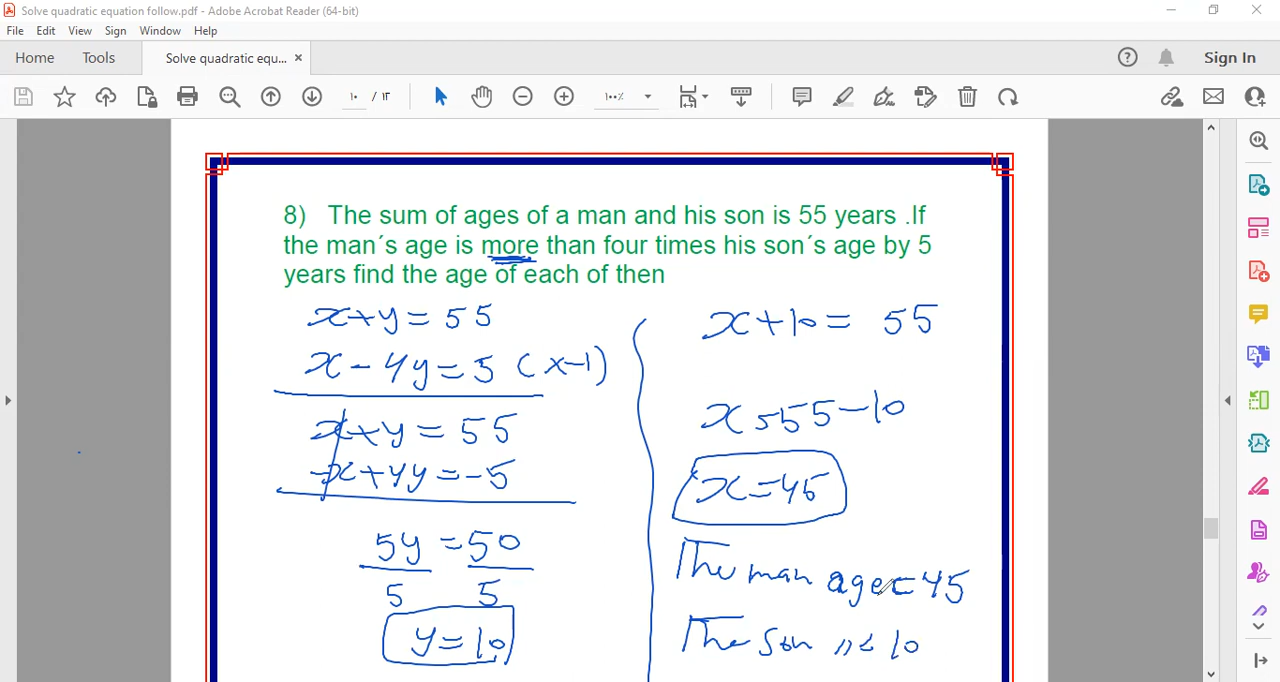 Solve quadratic equation follow.pdf - Adobe Acrobat Reader (64-bit)
File Edit View Sign Window Help
Home Tools Solve quadratic equ... × Sign In
١٠ / ١٣ ١٠٠٪
8) The sum of ages of a man and his son is 55 years .If
the man´s age is more than four times his son´s age by 5
years find the age of each of then
x+y=55
x-4y=5 (x-1)
x+y=55
-x+4y=-5
5y=50
5 5
y=10
x+10=55
x=55-10
x=45
The man age=45
The son 〃 = 10